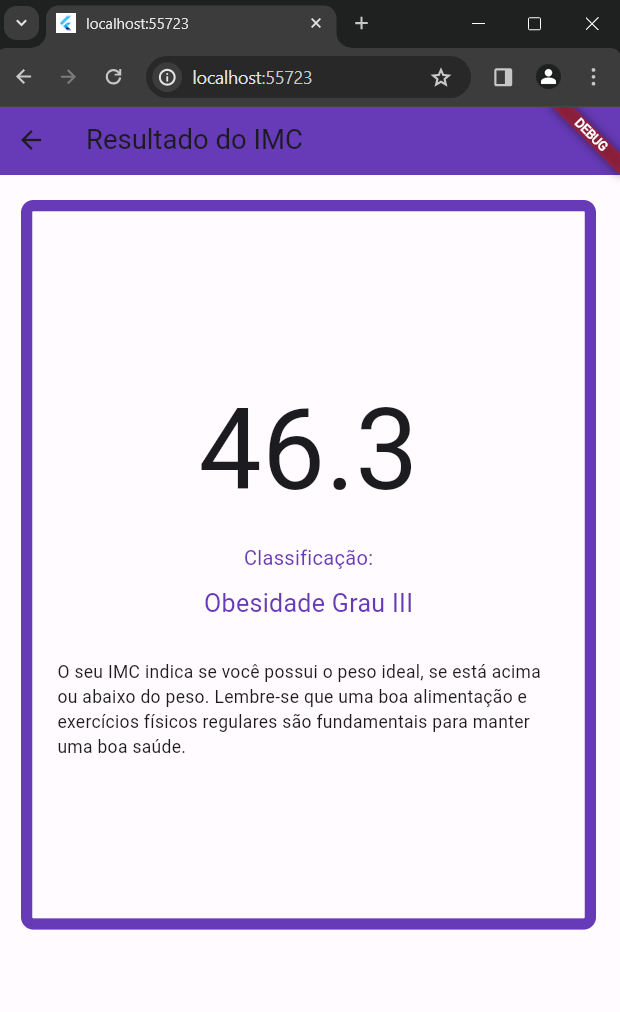 localhost:55723
localhost:55723
Resultado do IMC
DEBUG
46.3
Classificação:
Obesidade Grau III
O seu IMC indica se você possui o peso ideal, se está acima
ou abaixo do peso. Lembre-se que uma boa alimentação e
exercícios físicos regulares são fundamentais para manter
uma boa saúde.